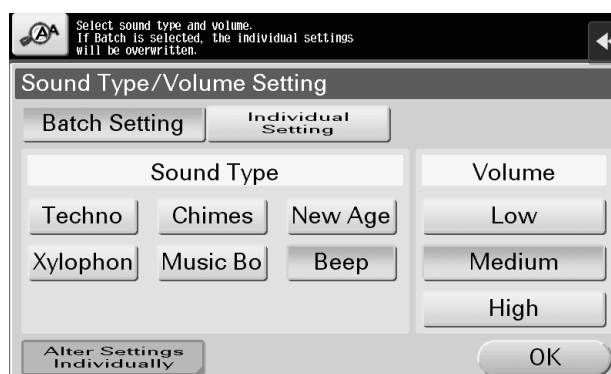 Select sound type and volume.
If Batch is selected, the individual settings
will be overwritten.
Sound Type/Volume Setting
Batch Setting
Individual
Setting
Sound Type
Volume
Techno
Chimes
New Age
Low
Xylophon
Music Bo
Beep
Medium
High
Alter Settings
Individually
OK